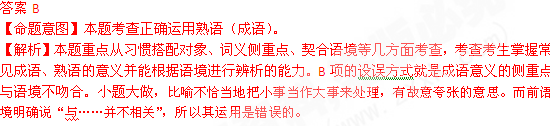 答案 B
【命题意图】本题考查正确运用熟语（成语）。
【解析】本题重点从习惯搭配对象、词义侧重点、契合语境等几方面考查，考查考生掌握常
见成语、熟语的意义并能根据语境进行辨析的能力。B 项的设误方式就是成语意义的侧重点
与语境不吻合。小题大做，比喻不恰当地把小事当作大事来处理，有故意夸张的意思。而前语
境明确说“与……并不相关”，所以其运用是错误的。